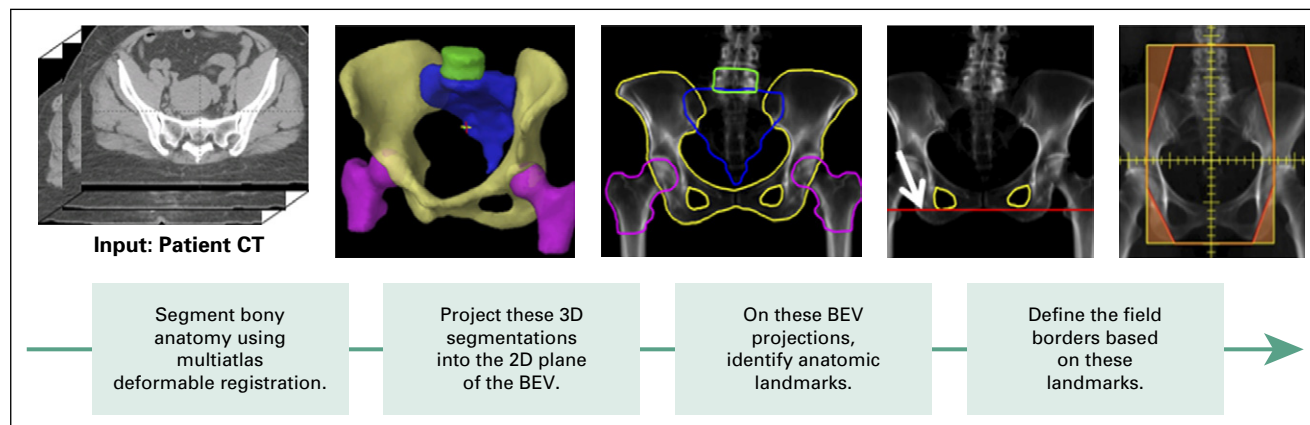 Input: Patient CT
Segment bony
anatomy using
multiatlas
deformable registration.
Project these 3D
segmentations
into the 2D plane
of the BEV.
On these BEV
projections,
identify anatomic
landmarks.
Define the field
borders based
on these
landmarks.